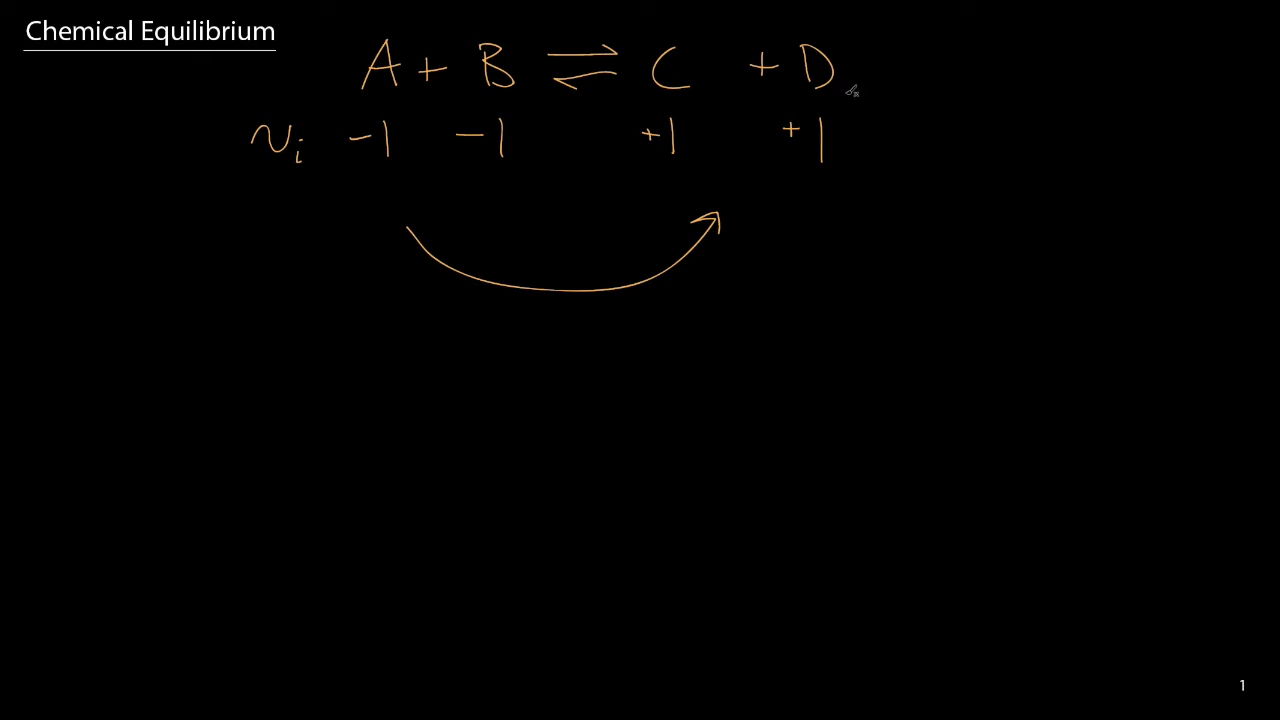 Chemical Equilibrium
A + B ⇌ C + D
νi -1 -1 +1 +1
1